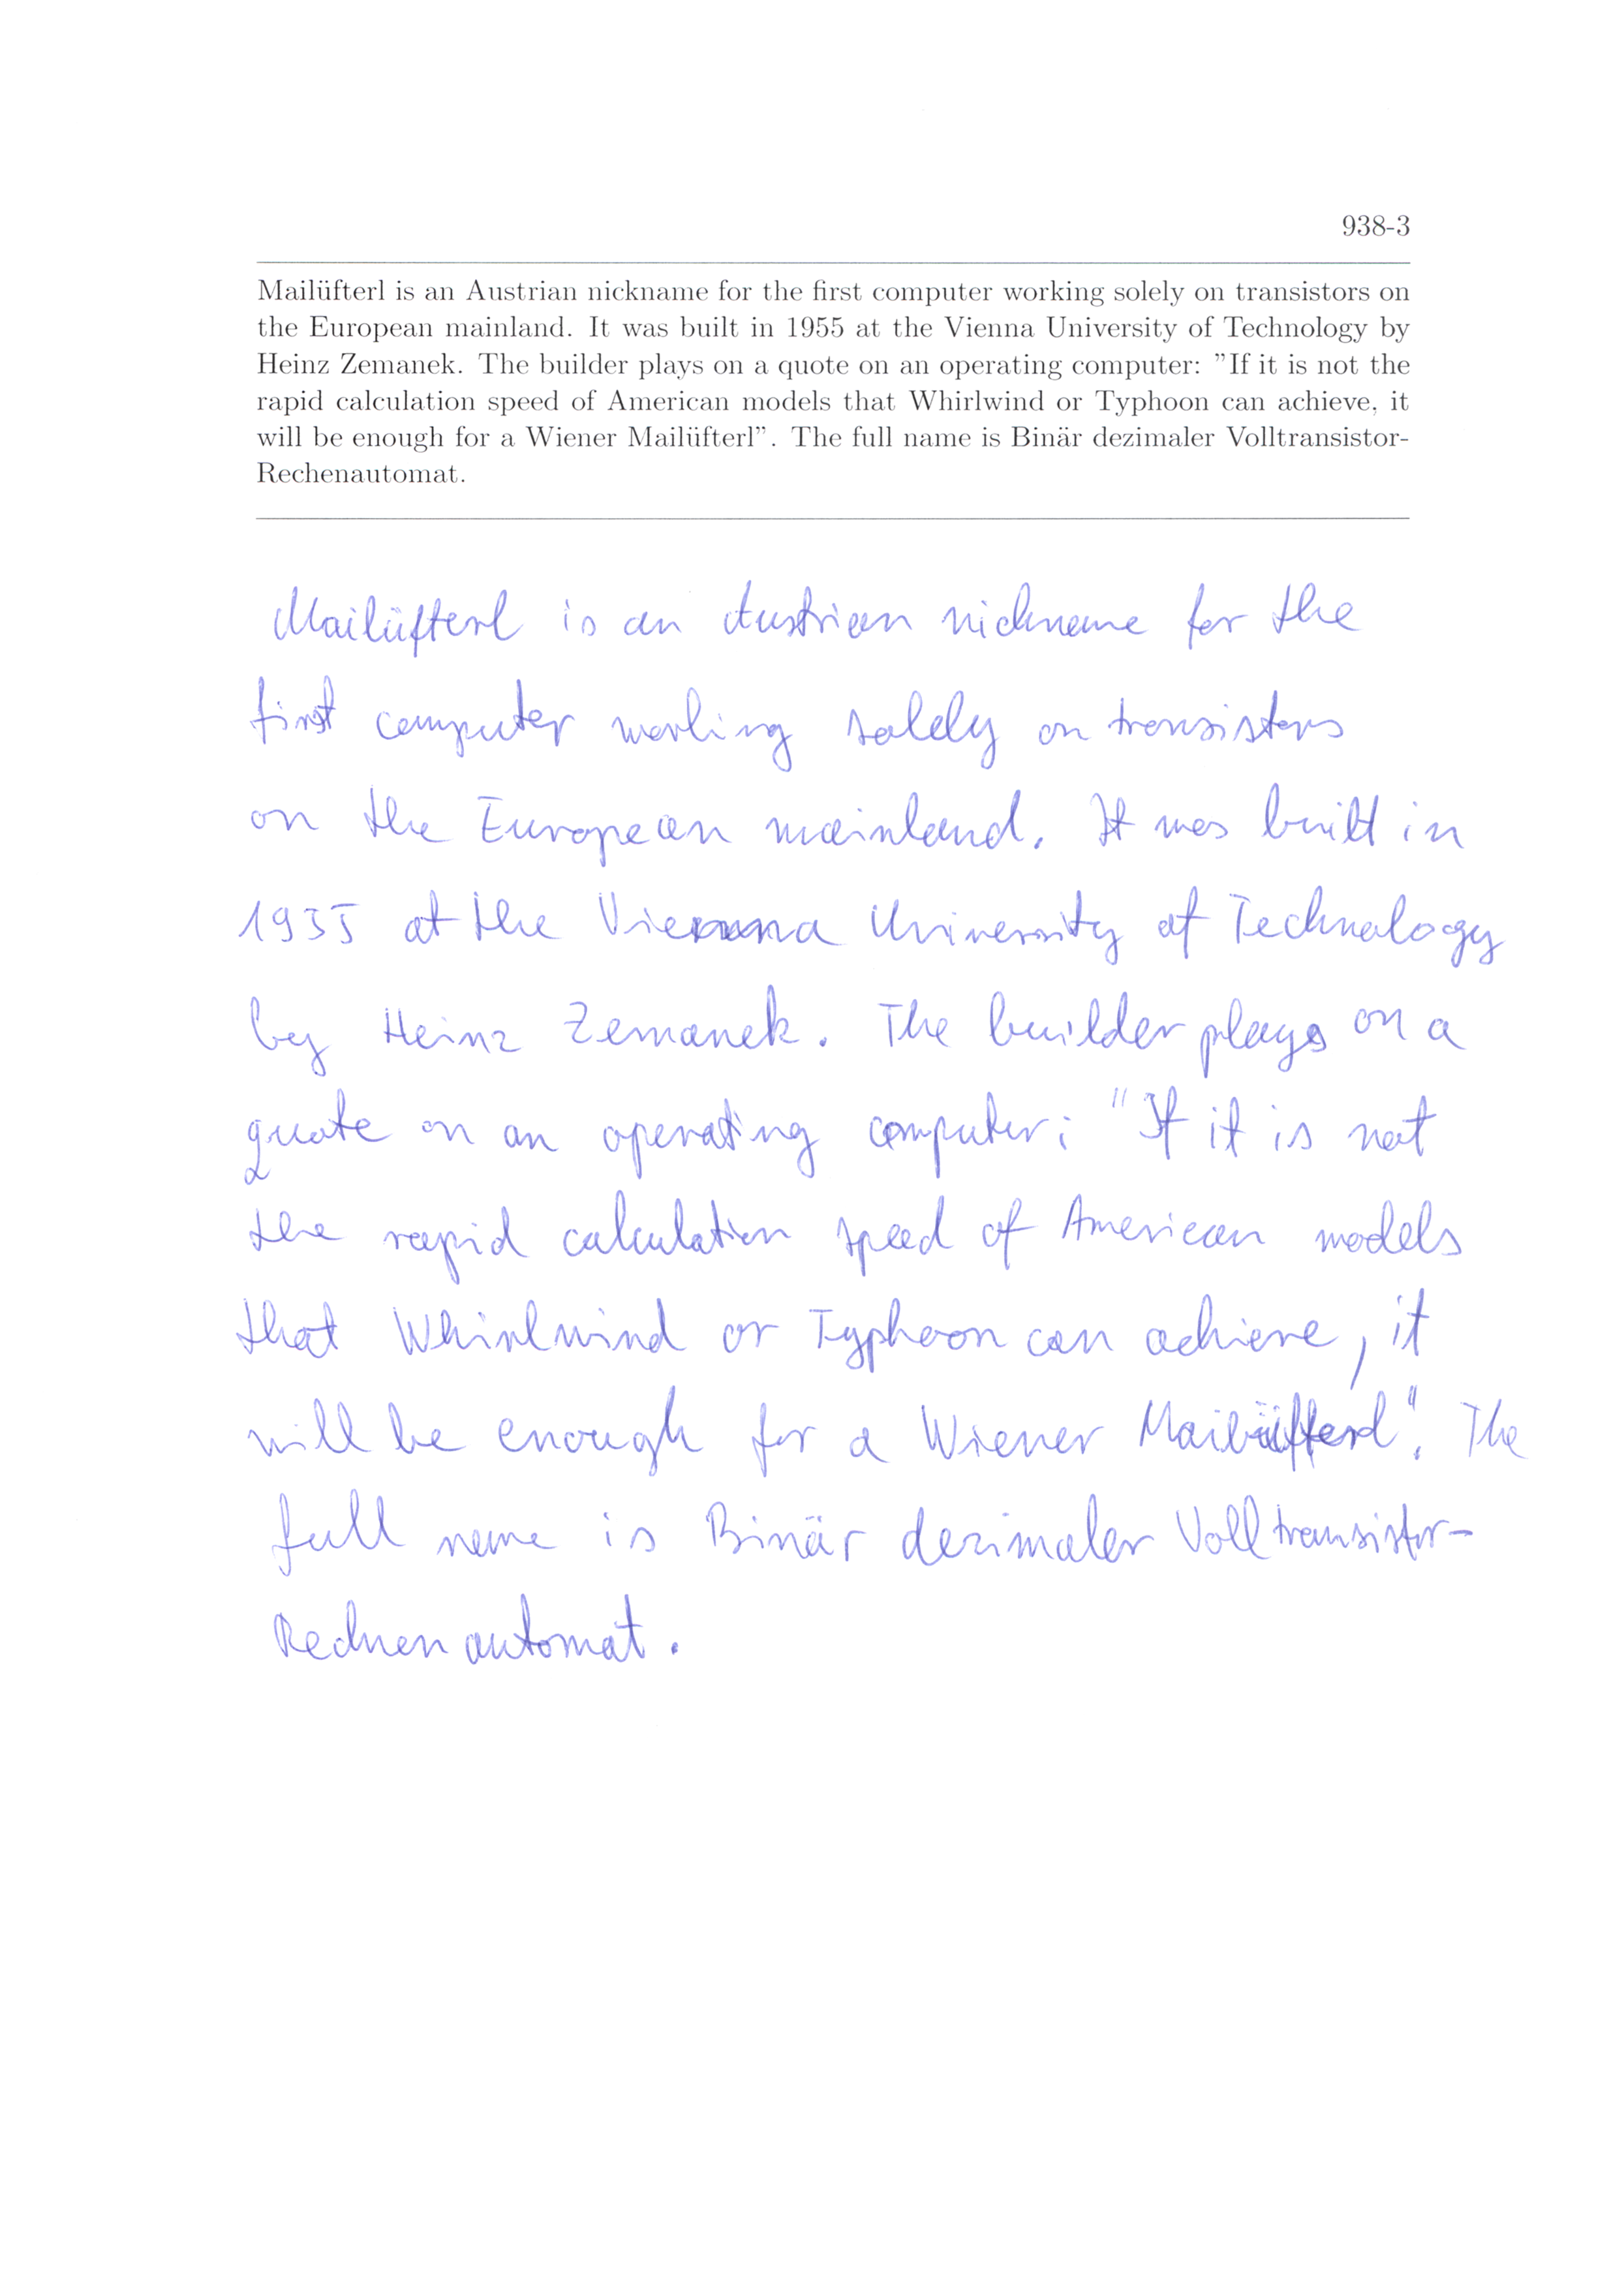 938-3
Mailüfterl is an Austrian nickname for the first computer working solely on transistors on
the European mainland. It was built in 1955 at the Vienna University of Technology by
Heinz Zemanek. The builder plays on a quote on an operating computer: "If it is not the
rapid calculation speed of American models that Whirlwind or Typhoon can achieve, it
will be enough for a Wiener Mailüfterl". The full name is Binär dezimaler Volltransistor-
Rechenautomat.
Mailüfterl is an Austrian nickname for the
first computer working solely on transistors
on the European mainland. It was built in
1955 at the Vienna University of Technology
by Heinz Zemanek. The builder plays on a
quote on an operating computer: "If it is not
the rapid calculation speed of American models
that Whirlwind or Typhoon can achieve, it
will be enough for a Wiener Mailüfterl". The
full name is Binär dezimaler Volltransistor-
Rechenautomat.